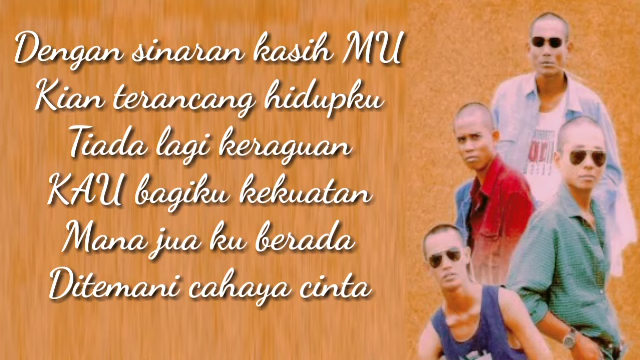 Dengan sinaran kasih MU
Kian terancang hidupku
Tiada lagi keraguan
KAU bagiku kekuatan
Mana jua ku berada
Ditemani cahaya cinta